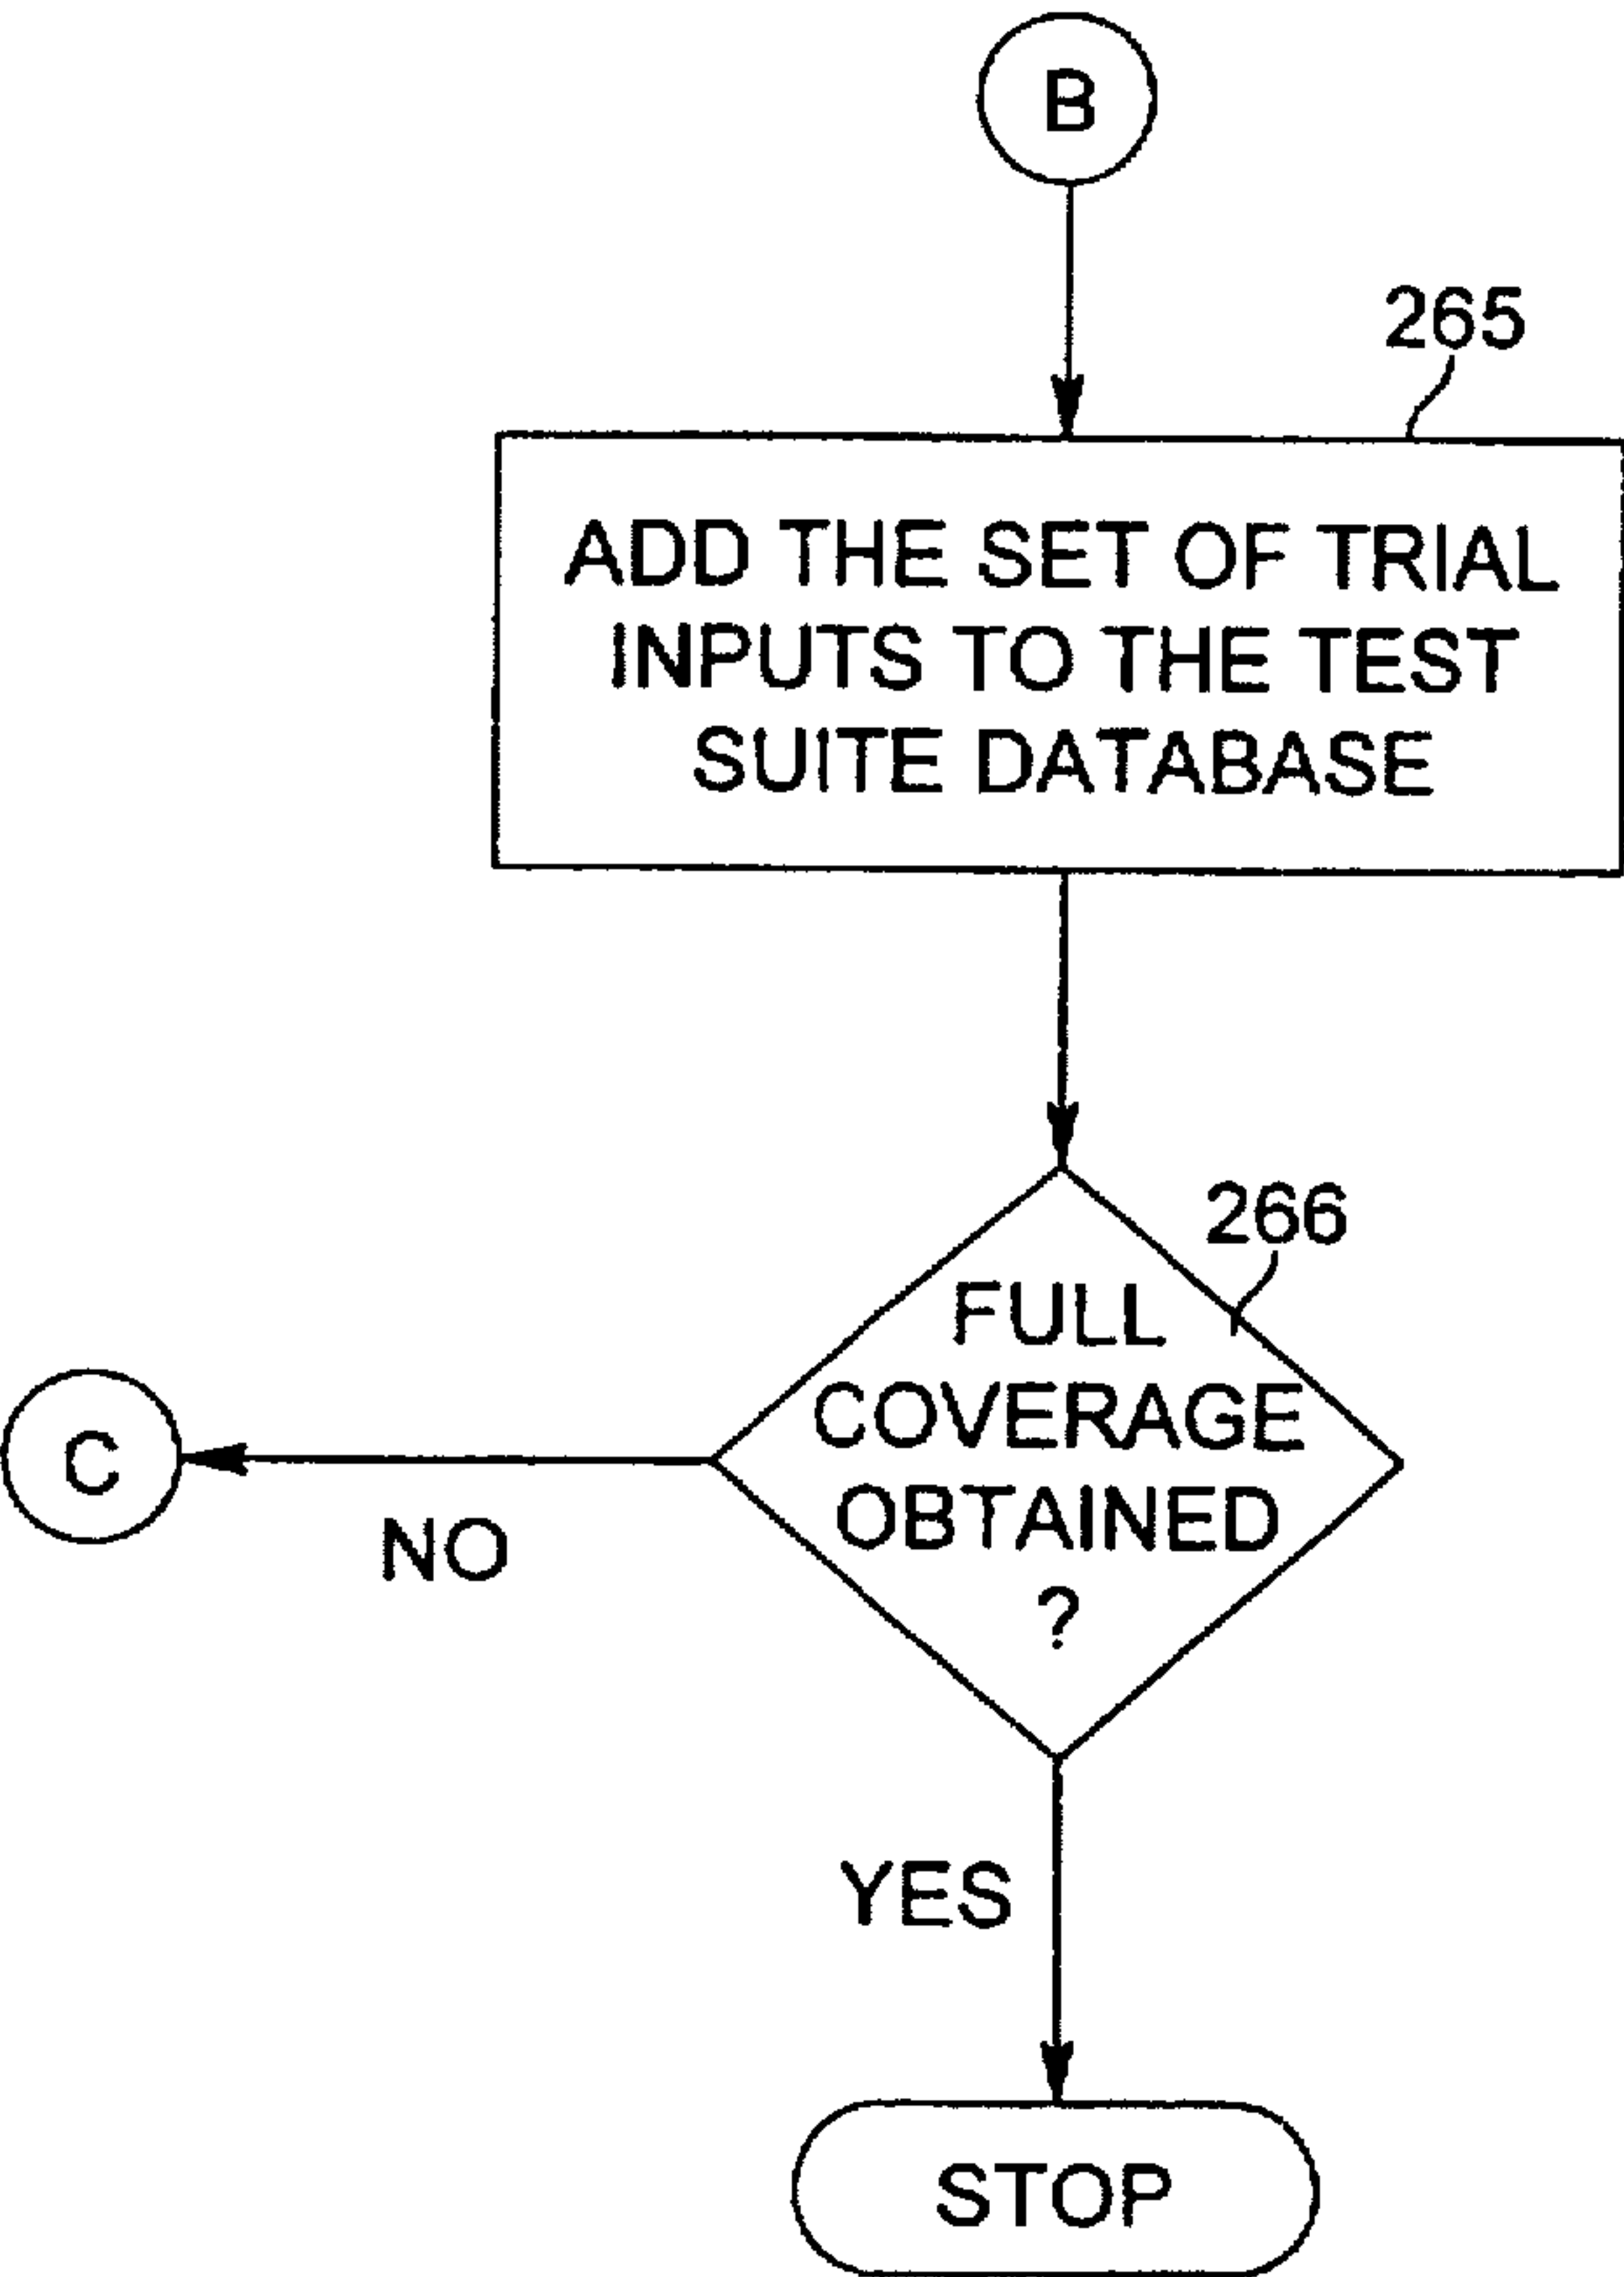 B
265
ADD THE SET OF TRIAL
INPUTS TO THE TEST
SUITE DATABASE
266
FULL
COVERAGE
OBTAINED
?
C
NO
YES
STOP